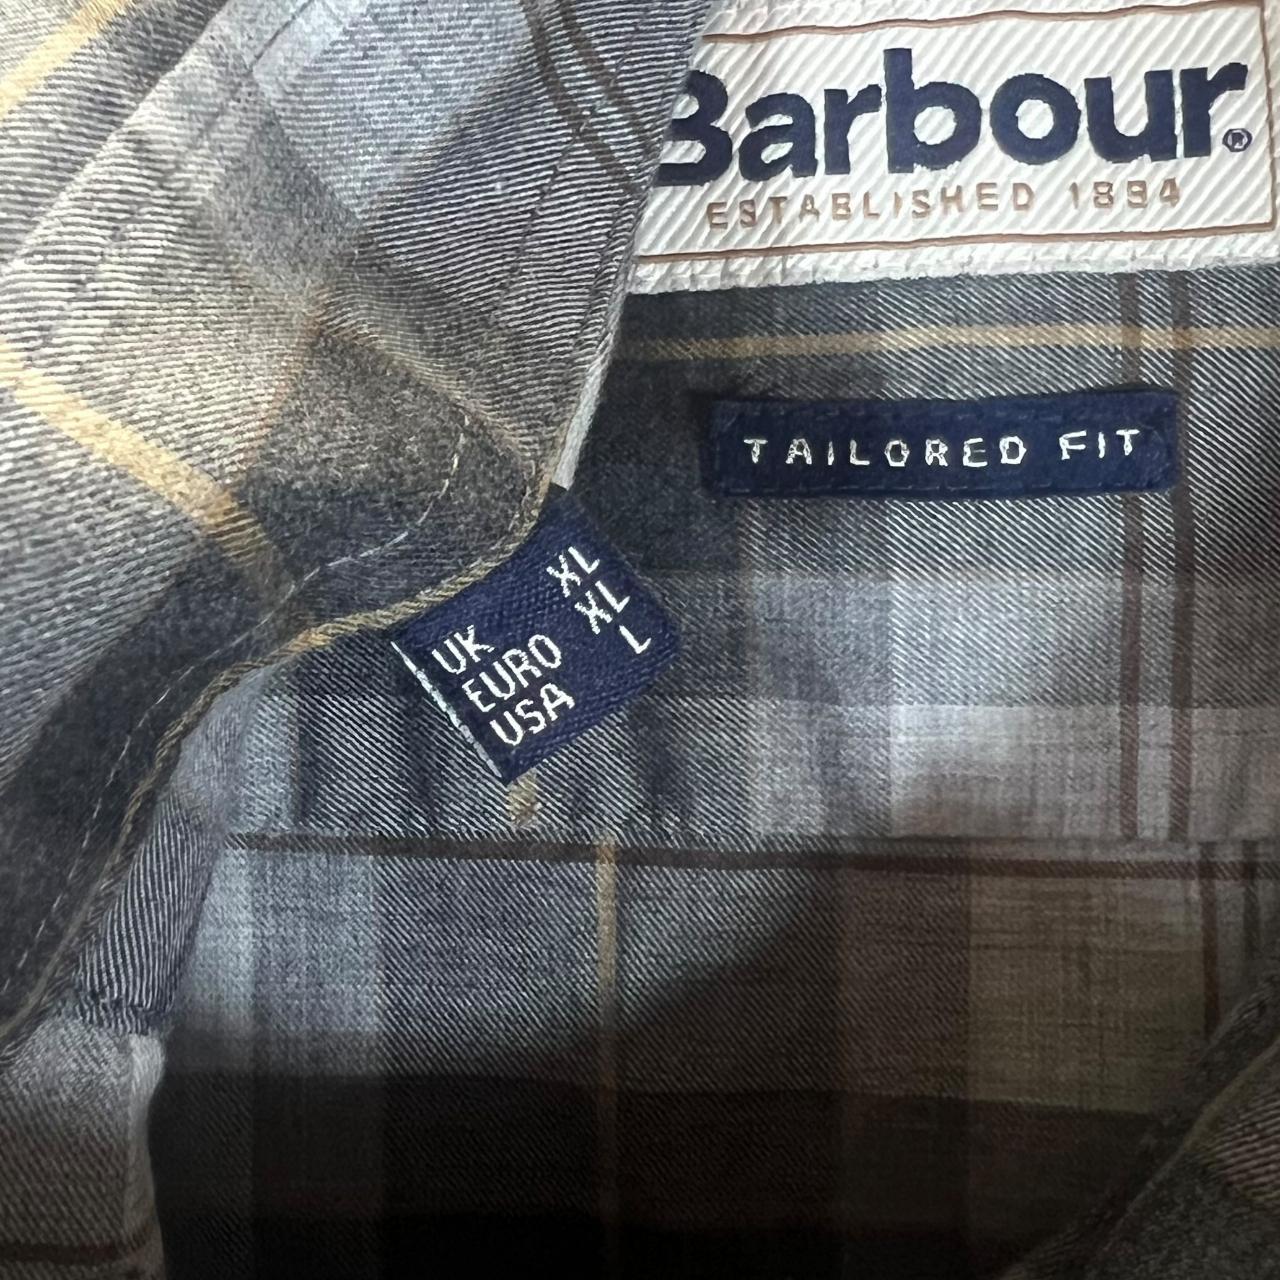 Barbour®
ESTABLISHED 1894
TAILORED FIT
UK XL
EURO XL
USA L